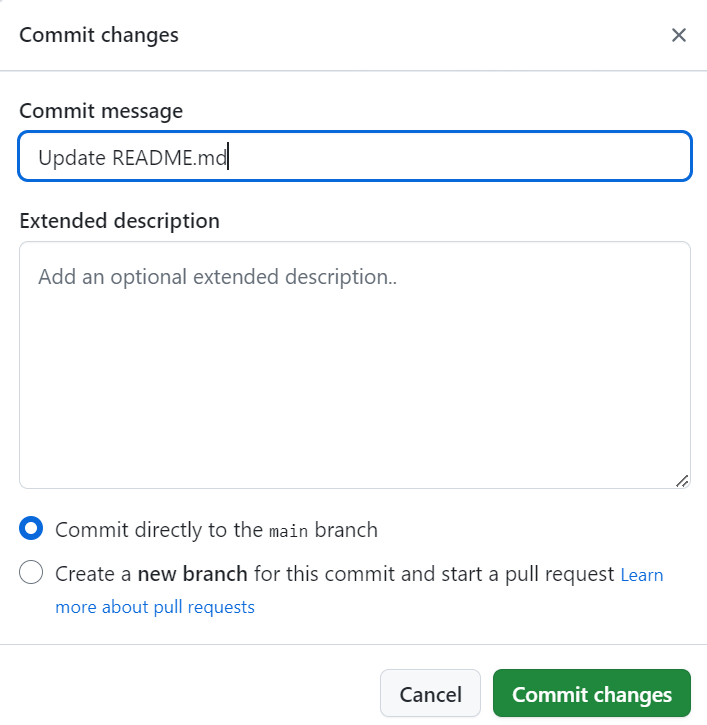 Commit changes
Commit message
Update README.md
Extended description
Add an optional extended description..
Commit directly to the main branch
Create a new branch for this commit and start a pull request Learn
more about pull requests
Cancel
Commit changes